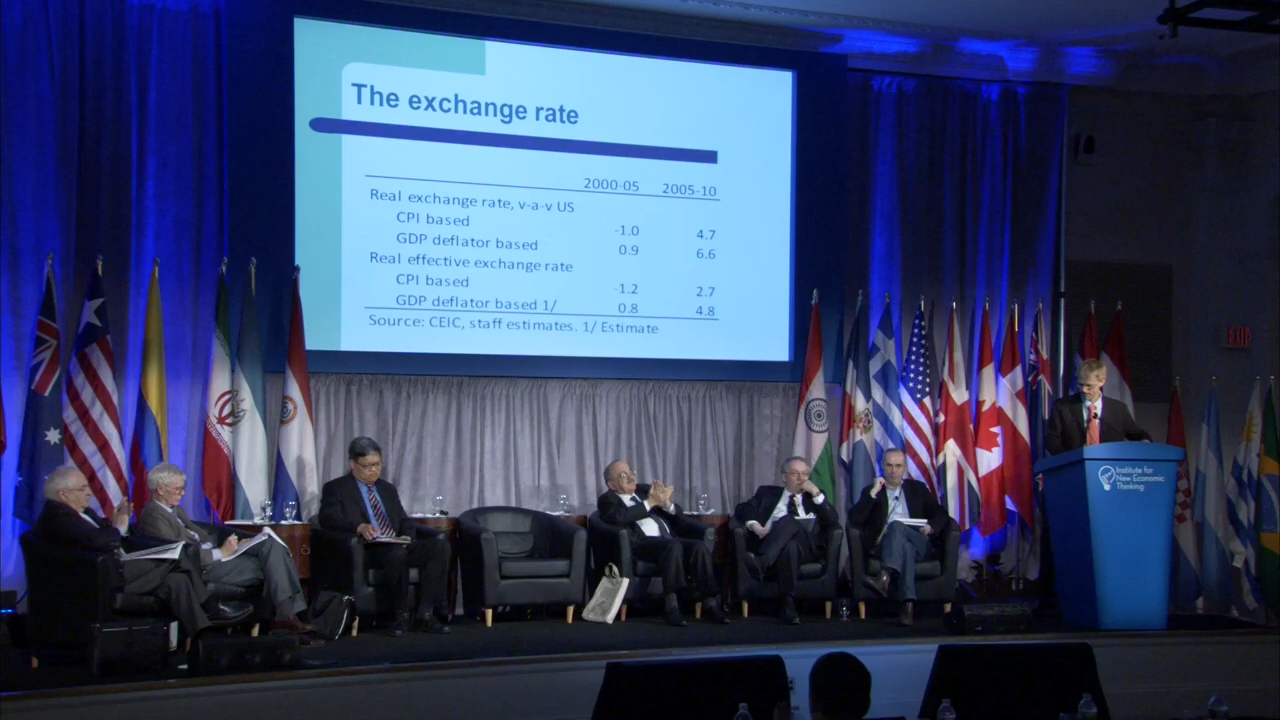 The exchange rate
2000-05 2005-10
Real exchange rate, v-a-v US
CPI based -1.0 4.7
GDP deflator based 0.9 6.6
Real effective exchange rate
CPI based -1.2 2.7
GDP deflator based 1/ 0.8 4.8
Source: CEIC, staff estimates. 1/ Estimate
EXIT
Institute for
New Economic
Thinking